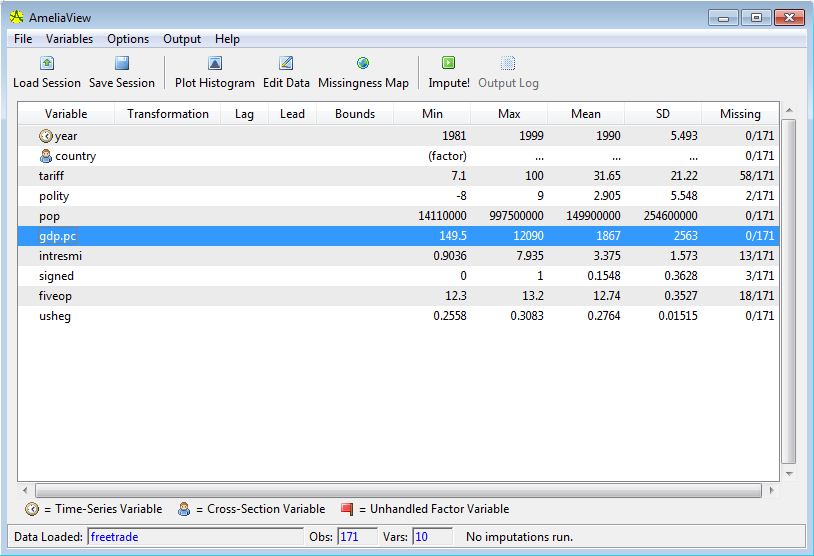 AmeliaView
File Variables Options Output Help
Load Session Save Session Plot Histogram Edit Data Missingness Map Impute! Output Log
Variable Transformation Lag Lead Bounds Min Max Mean SD Missing
year 1981 1999 1990 5.493 0/171
country (factor) ... ... ... 0/171
tariff 7.1 100 31.65 21.22 58/171
polity -8 9 2.905 5.548 2/171
pop 14110000 997500000 149900000 254600000 0/171
gdp.pc 149.5 12090 1867 2563 0/171
intresmi 0.9036 7.935 3.375 1.573 13/171
signed 0 1 0.1548 0.3628 3/171
fiveop 12.3 13.2 12.74 0.3527 18/171
usheg 0.2558 0.3083 0.2764 0.01515 0/171
= Time-Series Variable = Cross-Section Variable = Unhandled Factor Variable
Data Loaded: freetrade Obs: 171 Vars: 10 No imputations run.